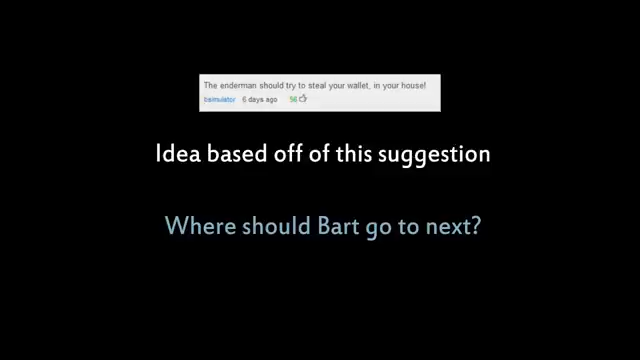 The enderman should try to steal your wallet, in your house!
bsimulator 6 days ago 56
Idea based off of this suggestion
Where should Bart go to next?